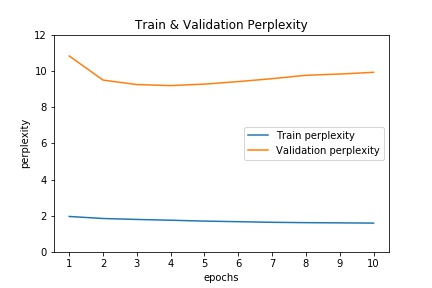 Train & Validation Perplexity
12
10
8
6
4
2
0
perplexity
Train perplexity
Validation perplexity
1 2 3 4 5 6 7 8 9 10
epochs